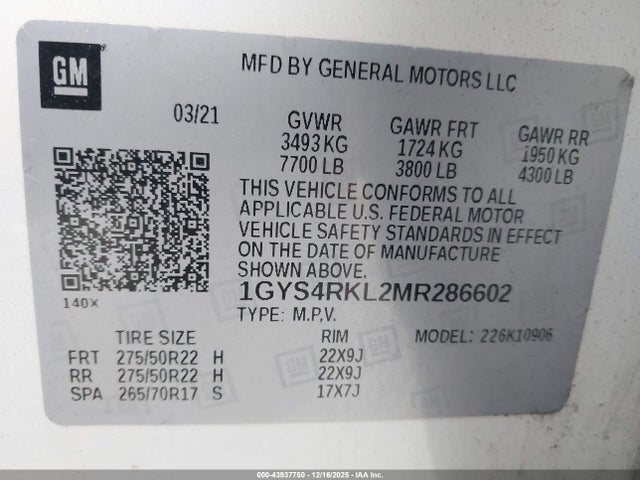 GM
MFD BY GENERAL MOTORS LLC
03/21 GVWR GAWR FRT GAWR RR
3493 KG 1724 KG 1950 KG
7700 LB 3800 LB 4300 LB
THIS VEHICLE CONFORMS TO ALL
APPLICABLE U.S. FEDERAL MOTOR
VEHICLE SAFETY STANDARDS IN EFFECT
ON THE DATE OF MANUFACTURE
SHOWN ABOVE.
140X
1GYS4RKL2MR286602
TYPE: M.P.V.
TIRE SIZE RIM MODEL: 226K10906
FRT 275/50R22 H 22X9J
RR 275/50R22 H 22X9J
SPA 265/70R17 S 17X7J
000-43937750 - 12/16/2025 - IAAI.CA